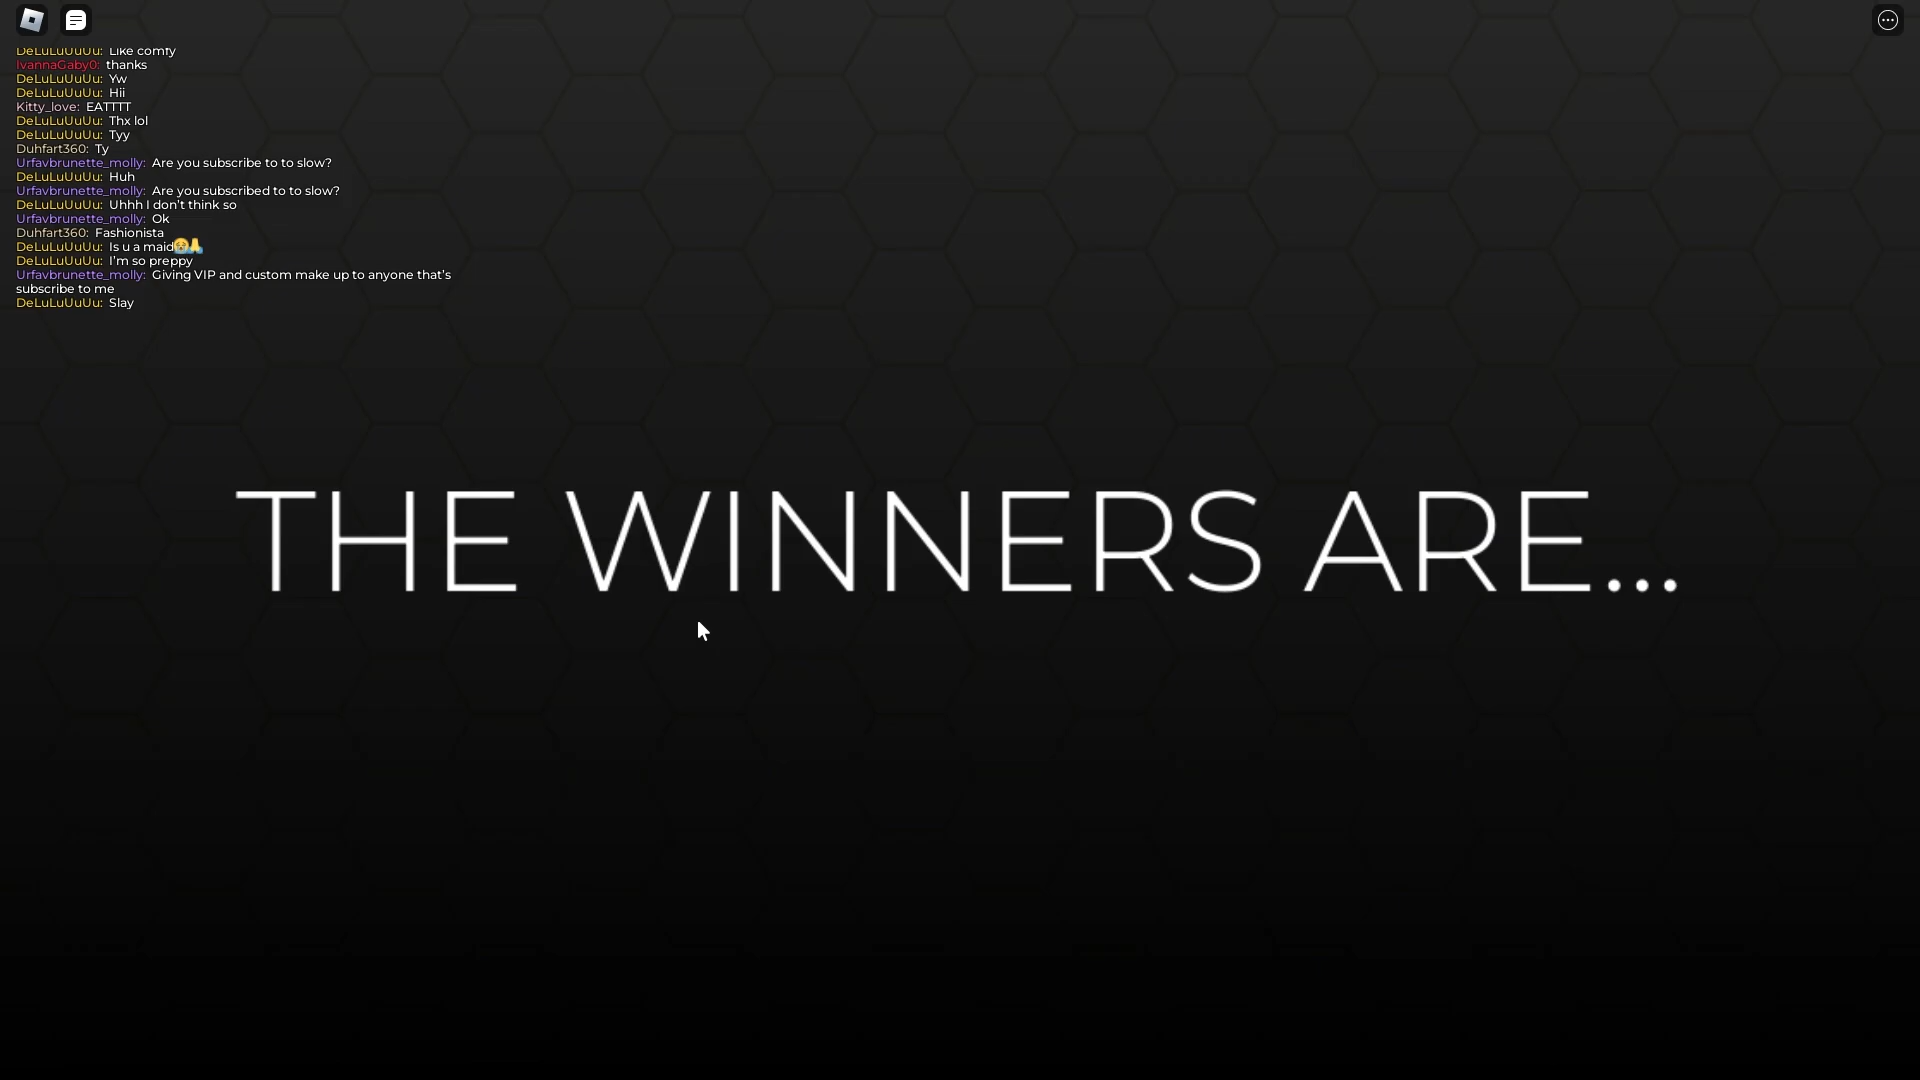 DeLuLuUuUu: Like comfy
IvannaGaby0: thanks
DeLuLuUuUu: Yw
DeLuLuUuUu: Hii
Kitty_love: EATTTT
DeLuLuUuUu: Thx lol
DeLuLuUuUu: Tyy
Duhfart360: Ty
Urfavbrunette_molly: Are you subscribe to to slow?
DeLuLuUuUu: Huh
Urfavbrunette_molly: Are you subscribed to to slow?
DeLuLuUuUu: Uhhh I don't think so
Urfavbrunette_molly: Ok
Duhfart360: Fashionista
DeLuLuUuUu: Is u a maid😭🙏
DeLuLuUuUu: I'm so preppy
Urfavbrunette_molly: Giving VIP and custom make up to anyone that's
subscribe to me
DeLuLuUuUu: Slay
THE WINNERS ARE...